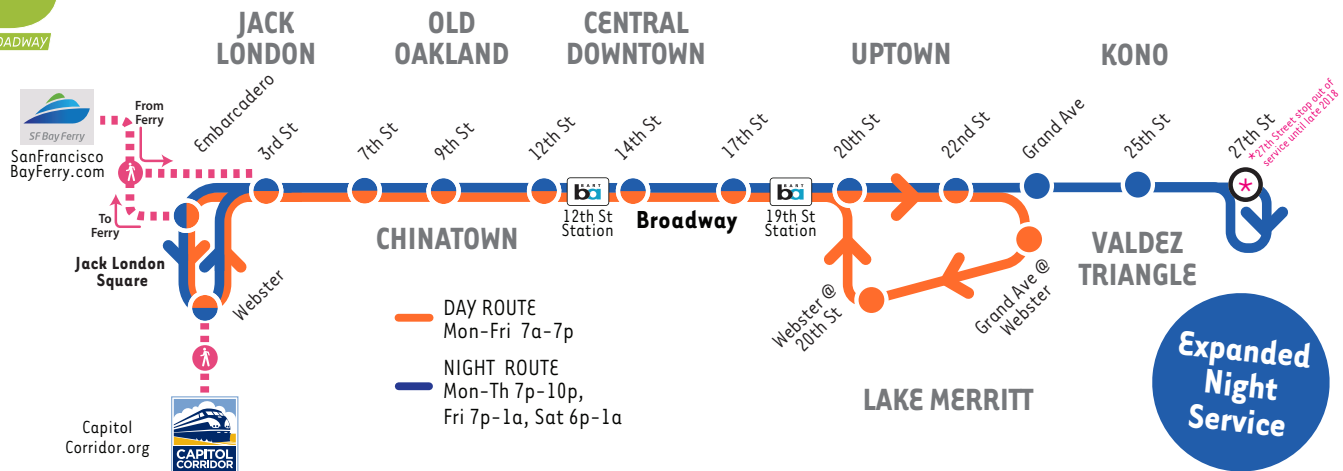 OADWAY
JACK
LONDON
OLD
OAKLAND
CENTRAL
DOWNTOWN
UPTOWN
KONO
SF Bay Ferry
SanFrancisco
BayFerry.com
From
Ferry
To
Ferry
Embarcadero
3rd St
7th St
9th St
12th St
14th St
17th St
20th St
22nd St
Grand Ave
25th St
27th St
*27th Street stop out of
service until late 2018
*
BART
ba
12th St
Station
Broadway
BART
ba
19th St
Station
CHINATOWN
Jack London
Square
Webster
VALDEZ
TRIANGLE
Webster @
20th St
Grand Ave @
Webster
DAY ROUTE
Mon-Fri 7a-7p
NIGHT ROUTE
Mon-Th 7p-10p,
Fri 7p-1a, Sat 6p-1a
LAKE MERRITT
Expanded
Night
Service
Capitol
Corridor.org
CAPITOL
CORRIDOR